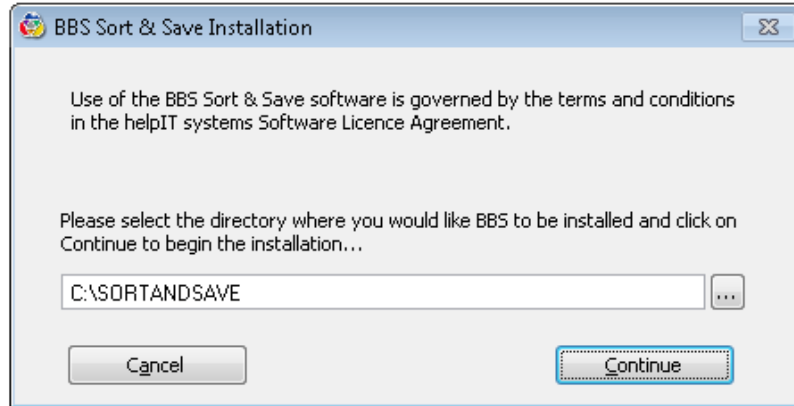 BBS Sort & Save Installation
Use of the BBS Sort & Save software is governed by the terms and conditions
in the helpIT systems Software Licence Agreement.
Please select the directory where you would like BBS to be installed and click on
Continue to begin the installation...
C:\SORTANDSAVE
...
Cancel
Continue